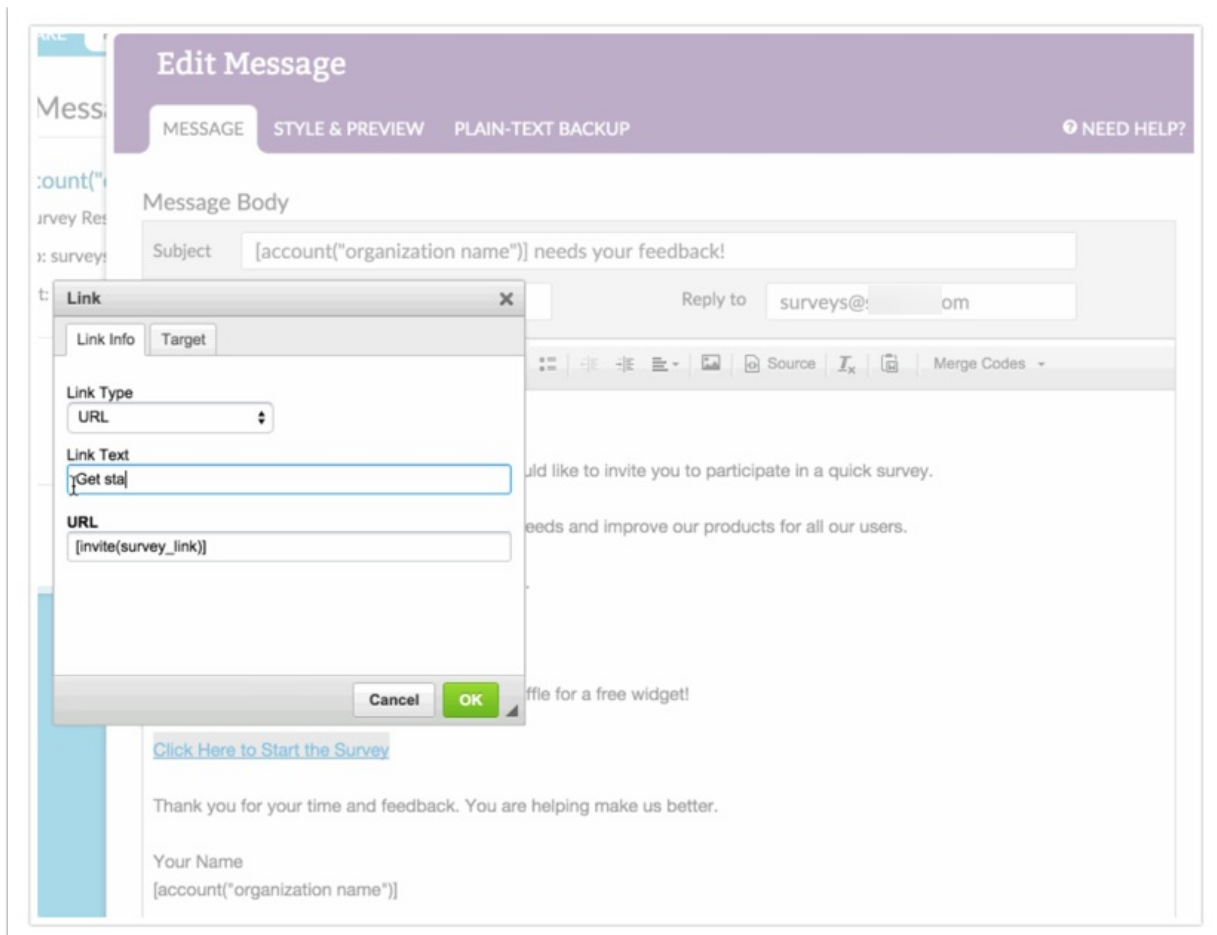 Edit Message
MESSAGE STYLE & PREVIEW PLAIN-TEXT BACKUP NEED HELP?
Mess
count("
Message Body
urvey Res
Subject [account("organization name")] needs your feedback!
: surveys
t:
Reply to surveys@ om
Link
Link Info Target
Source Merge Codes
Link Type
URL
Link Text
Get sta
uld like to invite you to participate in a quick survey.
URL
eeds and improve our products for all our users.
[invite(survey_link)]
Cancel OK
ffle for a free widget!
Click Here to Start the Survey
Thank you for your time and feedback. You are helping make us better.
Your Name
[account("organization name")]